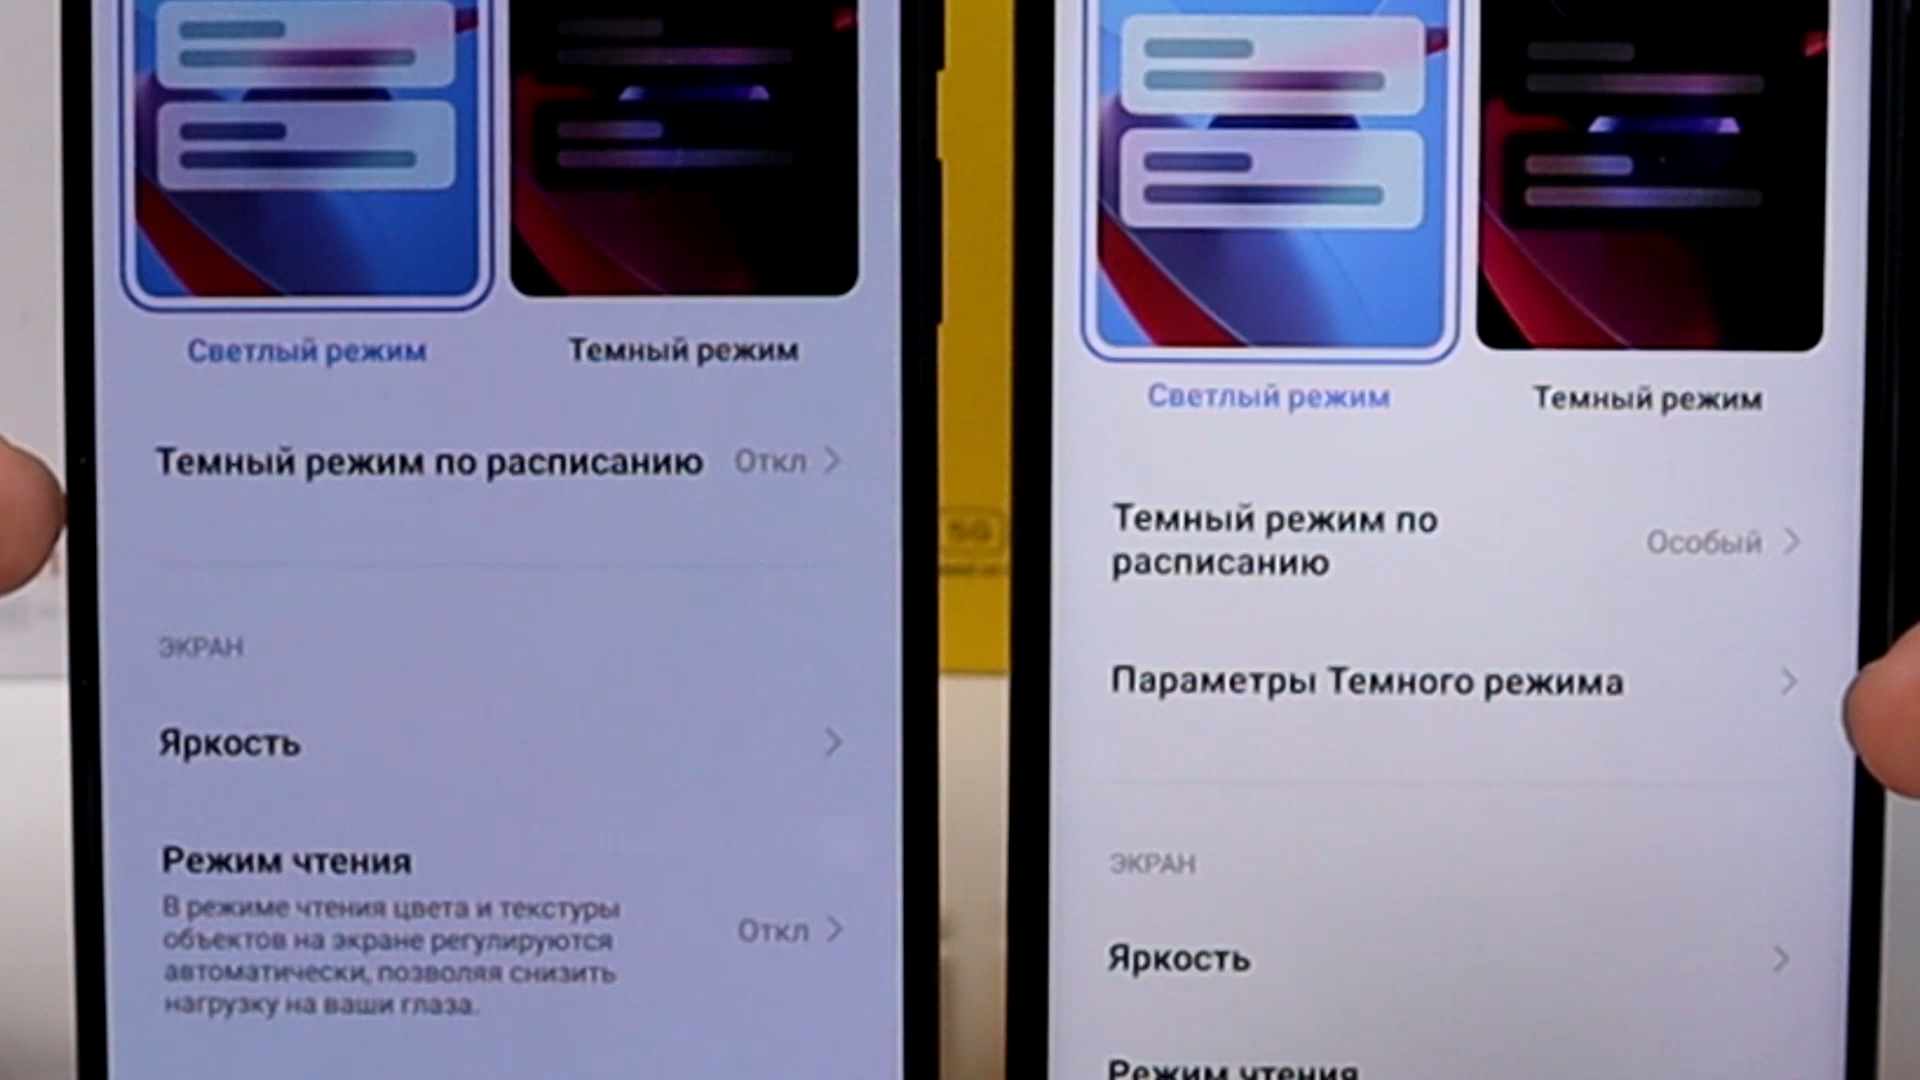 Светлый режим
Темный режим
Темный режим по расписанию
Откл
ЭКРАН
Яркость
Режим чтения
В режиме чтения цвета и текстуры
объектов на экране регулируются
автоматически, позволяя снизить
нагрузку на ваши глаза.
Откл
5G
Светлый режим
Темный режим
Темный режим по
расписанию
Особый
Параметры Темного режима
ЭКРАН
Яркость
Режим чтения